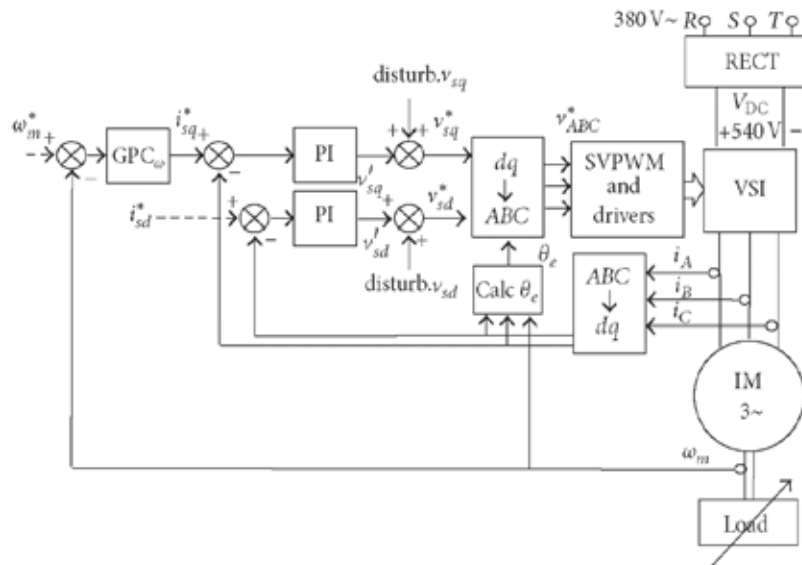 380 V~ R S T
RECT
V_DC
+540 V −
disturb.v_sq
ω*_m + −
GPC_ω
i*_sq + −
PI
v′_sq + +
v*_sq
dq
↓
ABC
v*_ABC
SVPWM
and
drivers
VSI
i*_sd + −
PI
v′_sd + +
v*_sd
disturb.v_sd
θ_e
Calc θ_e
ABC
↓
dq
i_A
i_B
i_C
IM
3~
ω_m
Load